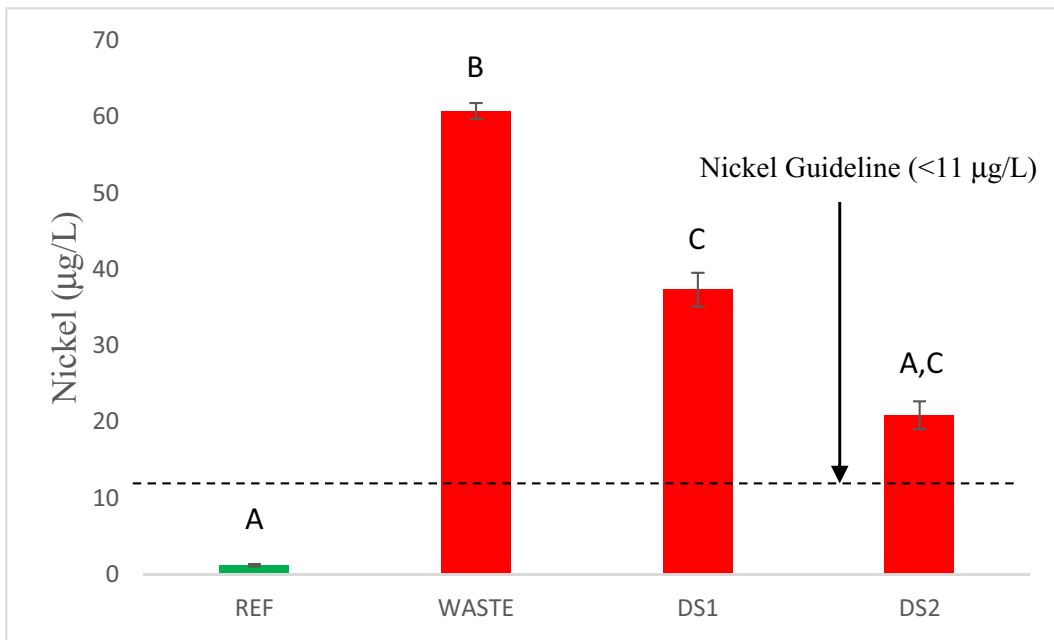 70
60
50
40
30
20
10
0
Nickel (µg/L)
A
B
C
A,C
Nickel Guideline (<11 µg/L)
REF
WASTE
DS1
DS2